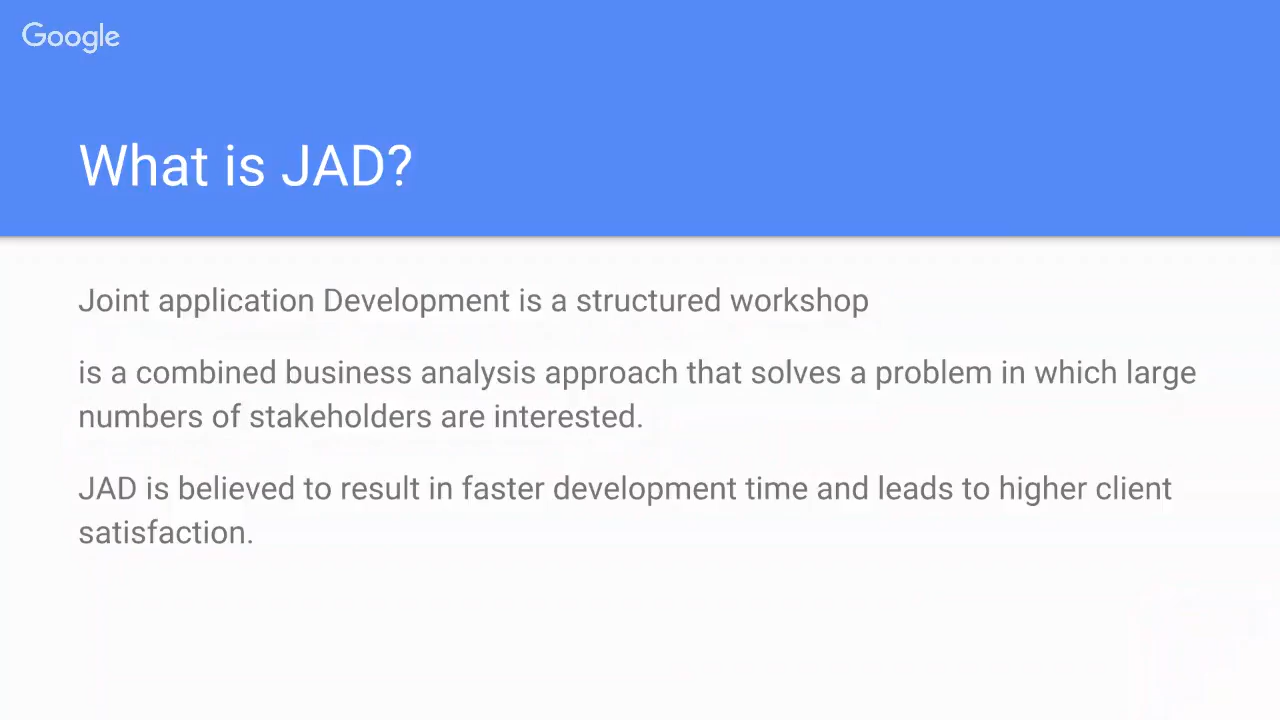 Google
What is JAD?
Joint application Development is a structured workshop
is a combined business analysis approach that solves a problem in which large
numbers of stakeholders are interested.
JAD is believed to result in faster development time and leads to higher client
satisfaction.